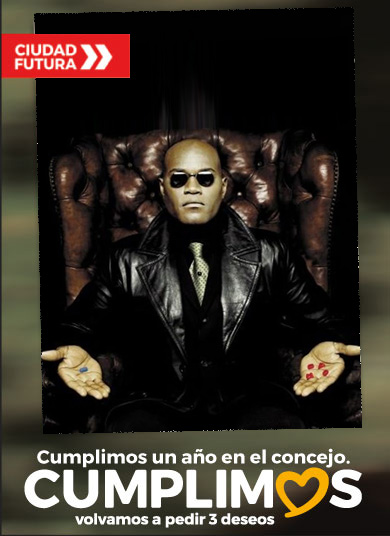 CIUDAD
FUTURA
Cumplimos un año en el concejo.
CUMPLIMOS
volvamos a pedir 3 deseos